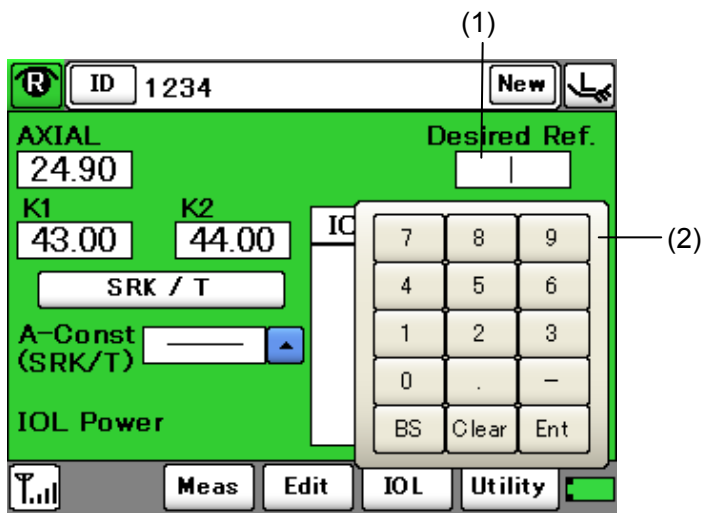 (1)
R ID 1234 New L
AXIAL Desired Ref.
24.90
K1 K2
43.00 44.00 IO
SRK / T
A-Const
(SRK/T)
IOL Power
7 8 9
4 5 6
1 2 3
0 . −
BS Clear Ent
(2)
Meas Edit IOL Utility